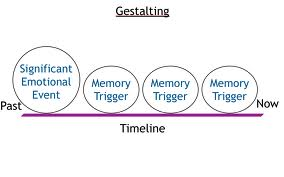 Gestalting
Significant
Emotional
Event
Memory
Trigger
Memory
Trigger
Memory
Trigger
Past
Now
Timeline